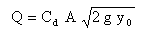 Q = C_d A √(2 g y_0)